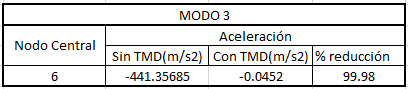 MODO 3
Nodo Central
Aceleración
Sin TMD(m/s2) Con TMD(m/s2) % reducción
6 -441.35685 -0.0452 99.98